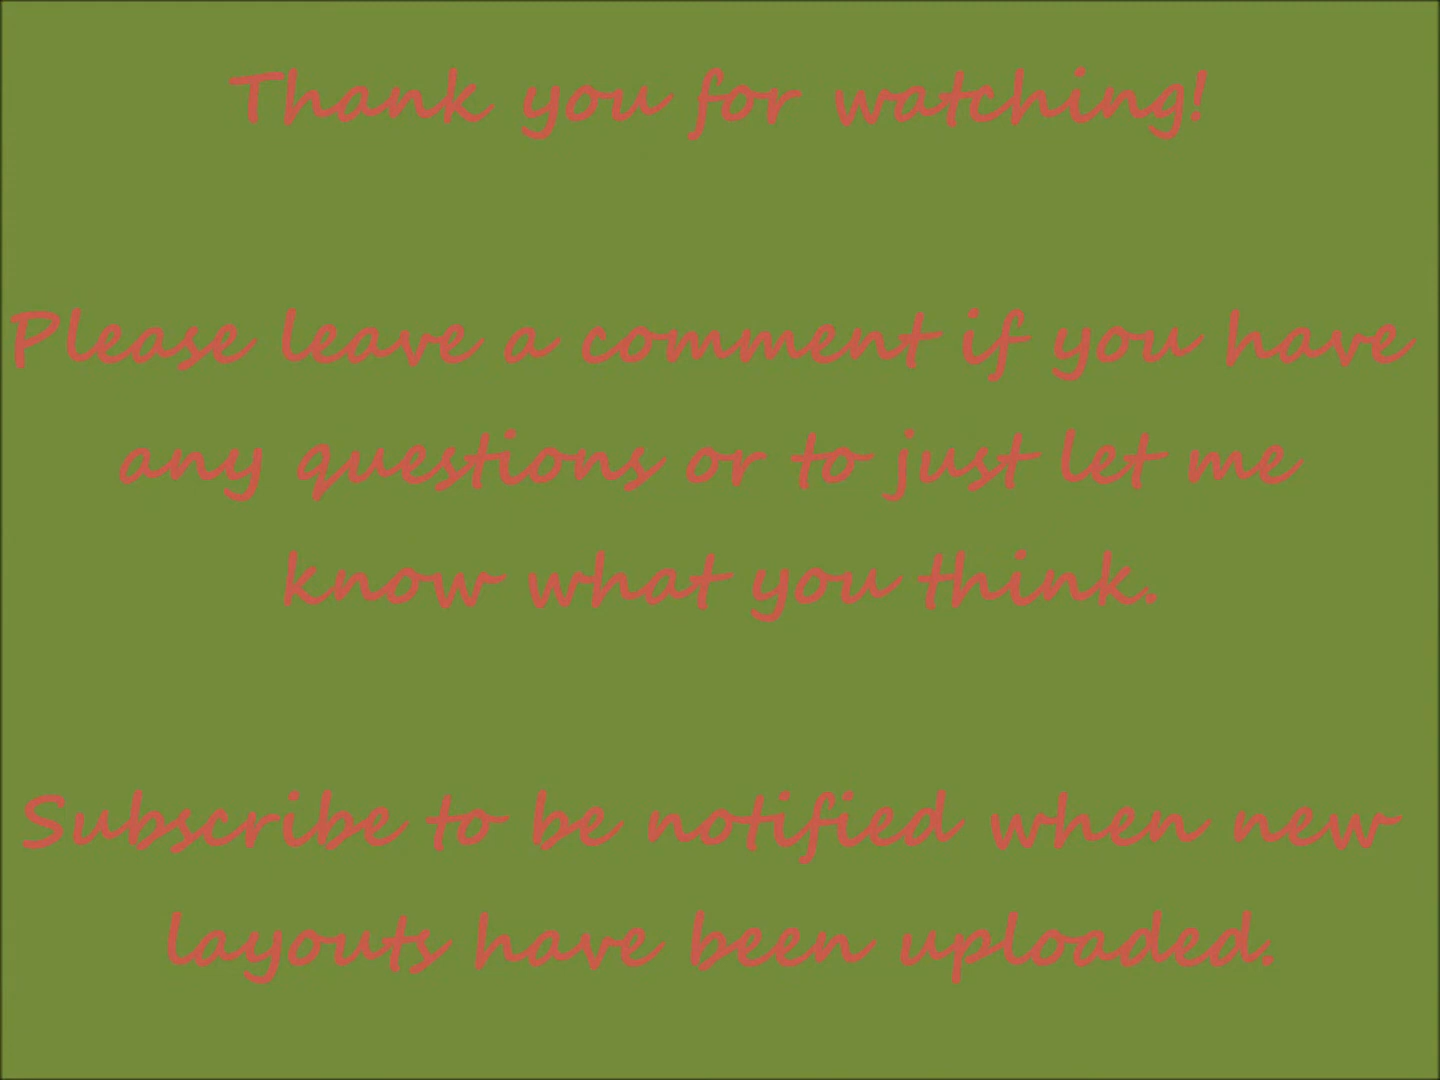 Thank you for watching!
Please leave a comment if you have
any questions or to just let me
know what you think.
Subscribe to be notified when new
layouts have been uploaded.